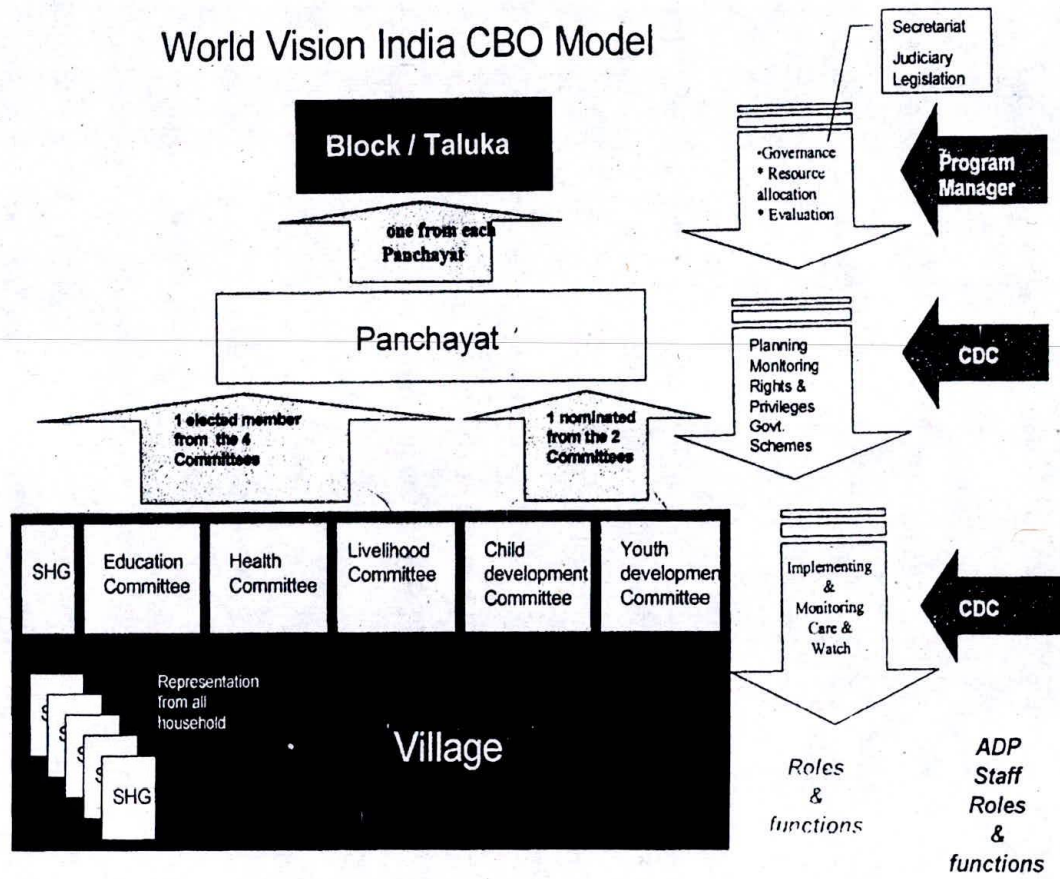 World Vision India CBO Model
Secretariat
Judiciary
Legislation
Block / Taluka
•Governance
* Resource
allocation
* Evaluation
Program
Manager
one from each
Panchayat
Panchayat
Planning
Monitoring
Rights &
Privileges
Govt.
Schemes
CDC
1 elected member
from the 4
Committees
1 nominated
from the 2
Committees
SHG
Education
Committee
Health
Committee
Livelihood
Committee
Child
development
Committee
Youth
developmen
Committee
Implementing
&
Monitoring
Care &
Watch
CDC
Representation
from all
household
S
S
S
S
SHG
Village
Roles
&
functions
ADP
Staff
Roles
&
functions